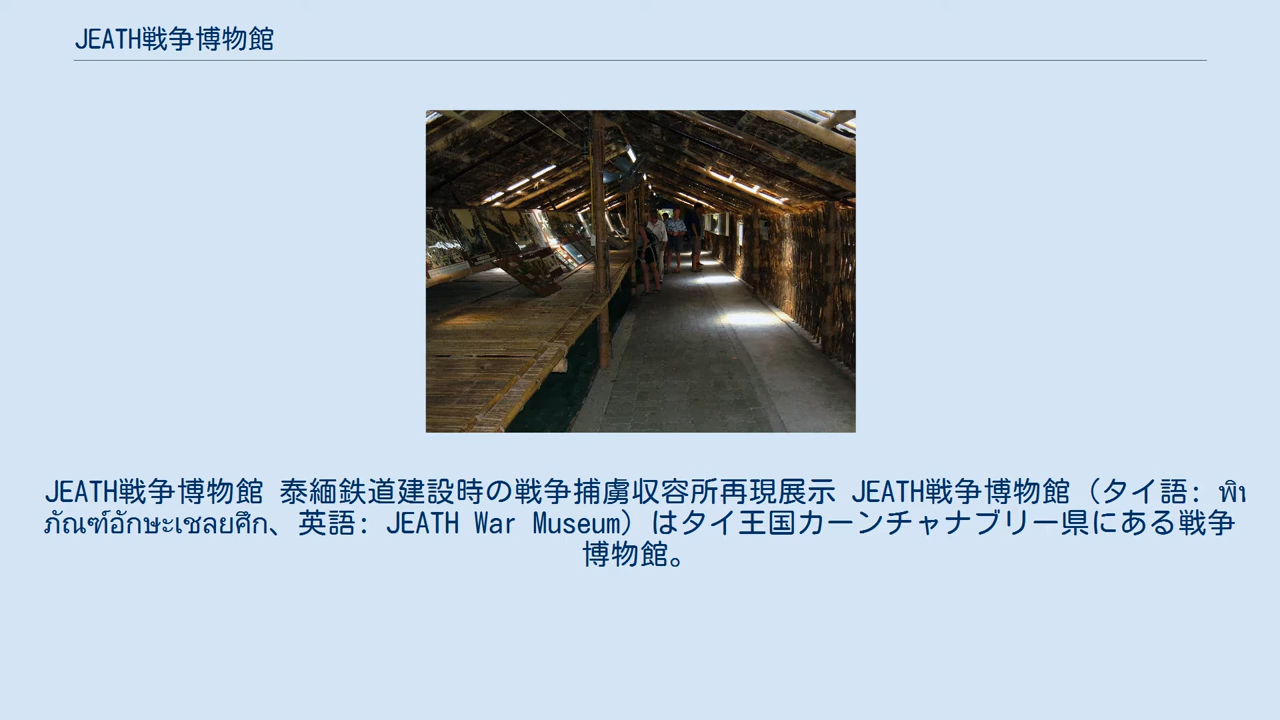 JEATH戦争博物館
JEATH戦争博物館 泰緬鉄道建設時の戦争捕虜収容所再現展示 JEATH戦争博物館（タイ語: พิเ
ภัณฑ์อักษะเชลยศึก、英語: JEATH War Museum）はタイ王国カーンチャナブリー県にある戦争
博物館。